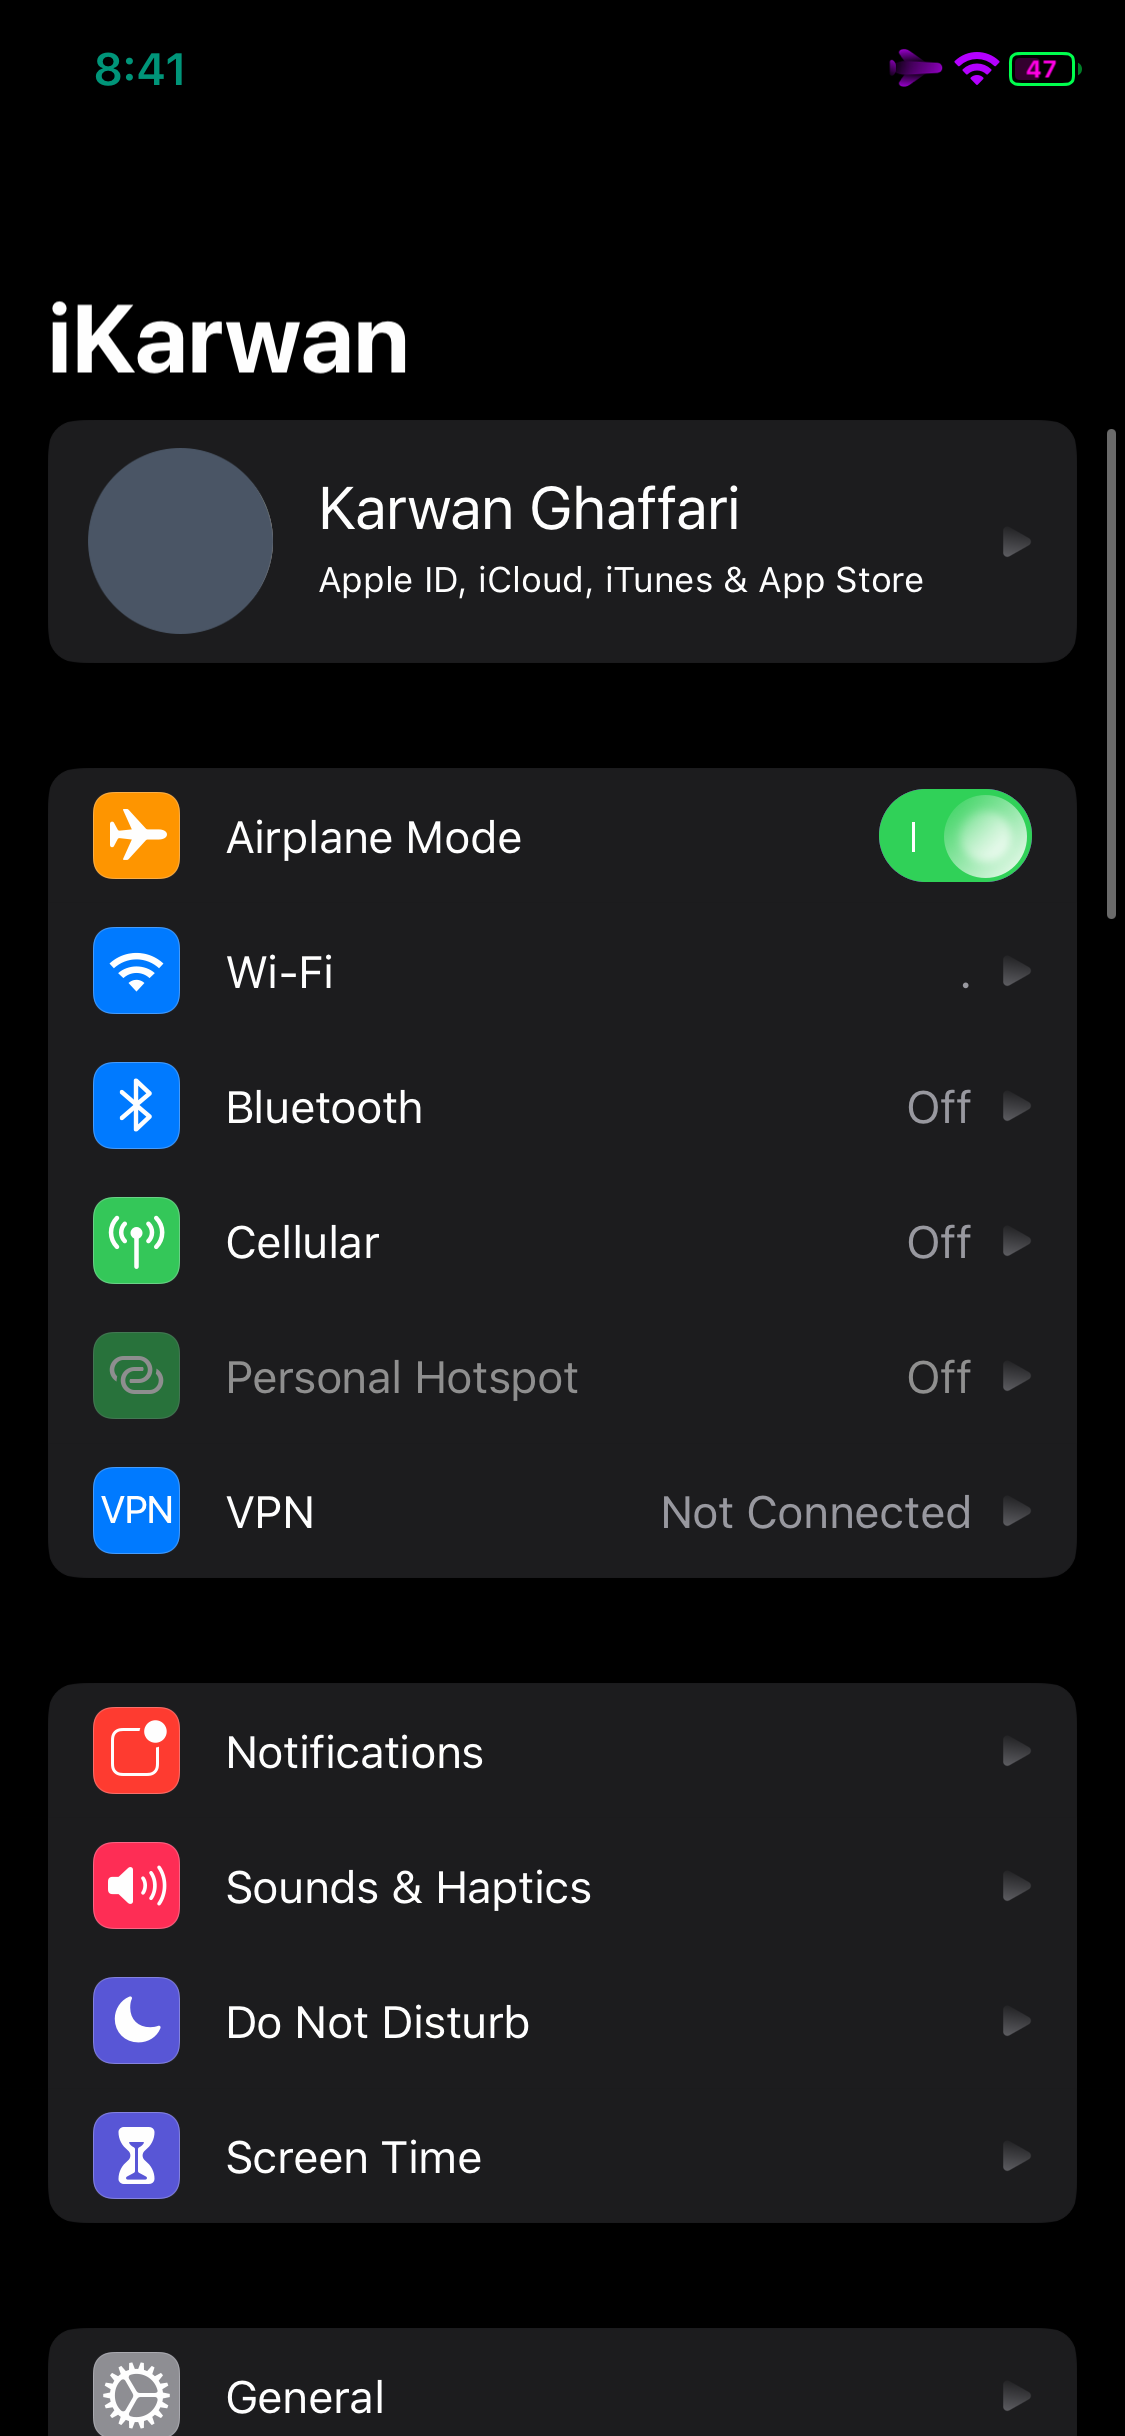 8:41
47
iKarwan
Karwan Ghaffari
Apple ID, iCloud, iTunes & App Store
Airplane Mode
Wi-Fi .
Bluetooth Off
Cellular Off
Personal Hotspot Off
VPN VPN Not Connected
Notifications
Sounds & Haptics
Do Not Disturb
Screen Time
General